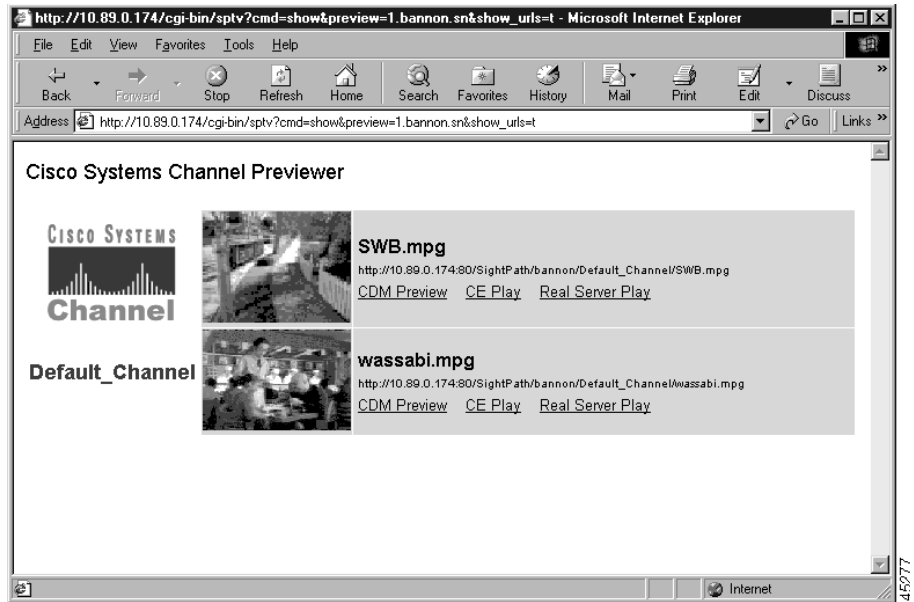 http://10.89.0.174/cgi-bin/sptv?cmd=show&preview=1.bannon.sn&show_urls=t - Microsoft Internet Explorer
File Edit View Favorites Tools Help
Back Forward Stop Refresh Home Search Favorites History Mail Print Edit Discuss »
Address http://10.89.0.174/cgi-bin/sptv?cmd=show&preview=1.bannon.sn&show_urls=t Go Links »
Cisco Systems Channel Previewer
CISCO SYSTEMS
Channel
Default_Channel
SWB.mpg
http://10.89.0.174:80/SightPath/bannon/Default_Channel/SWB.mpg
CDM Preview CE Play Real Server Play
wassabi.mpg
http://10.89.0.174:80/SightPath/bannon/Default_Channel/wassabi.mpg
CDM Preview CE Play Real Server Play
Internet
45277